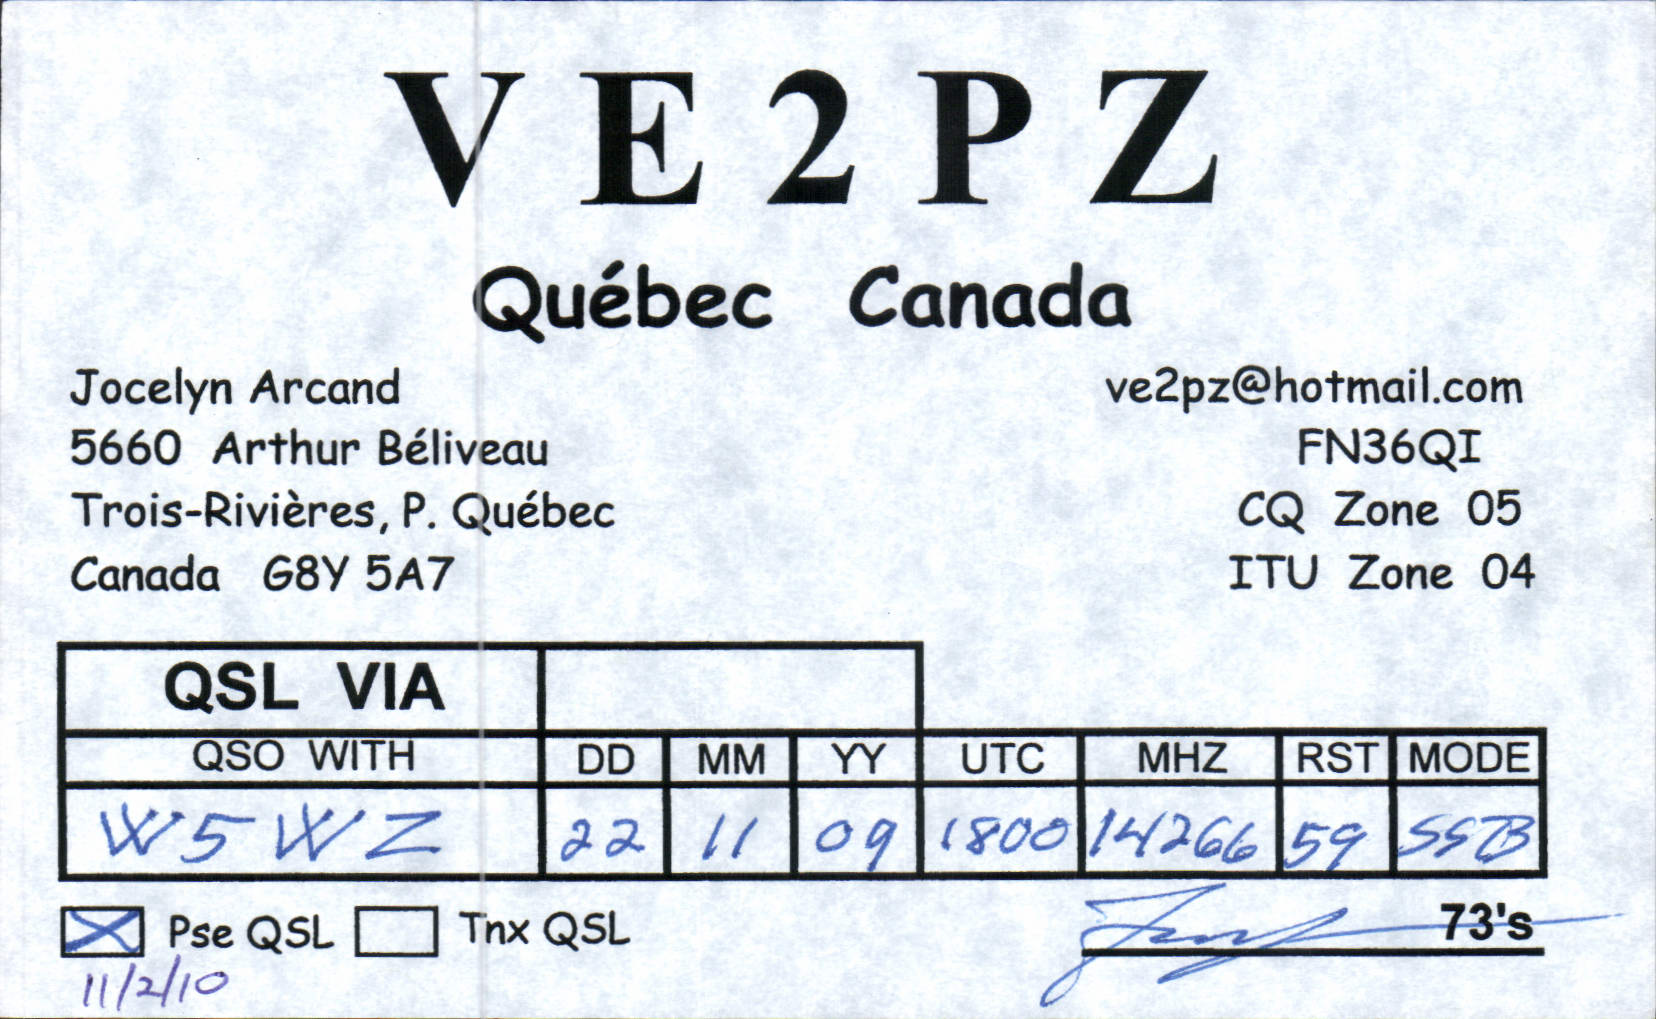 VE2PZ
Québec Canada
Jocelyn Arcand
5660 Arthur Béliveau
Trois-Rivières, P. Québec
Canada G8Y 5A7
ve2pz@hotmail.com
FN36QI
CQ Zone 05
ITU Zone 04
QSL VIA
QSO WITH DD MM YY UTC MHZ RST MODE
W5WZ 22 11 09 1800 14266 59 SSB
Pse QSL Tnx QSL 73's
11/2/10